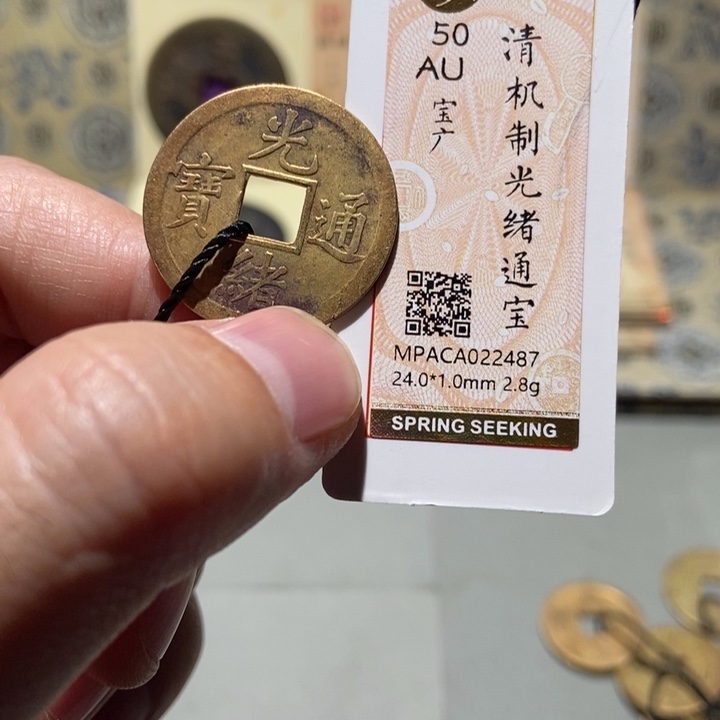 光
緒
通
寶
50
AU
宝
广
清机制光绪通宝
MPACA022487
24.0*1.0mm 2.8g
SPRING SEEKING